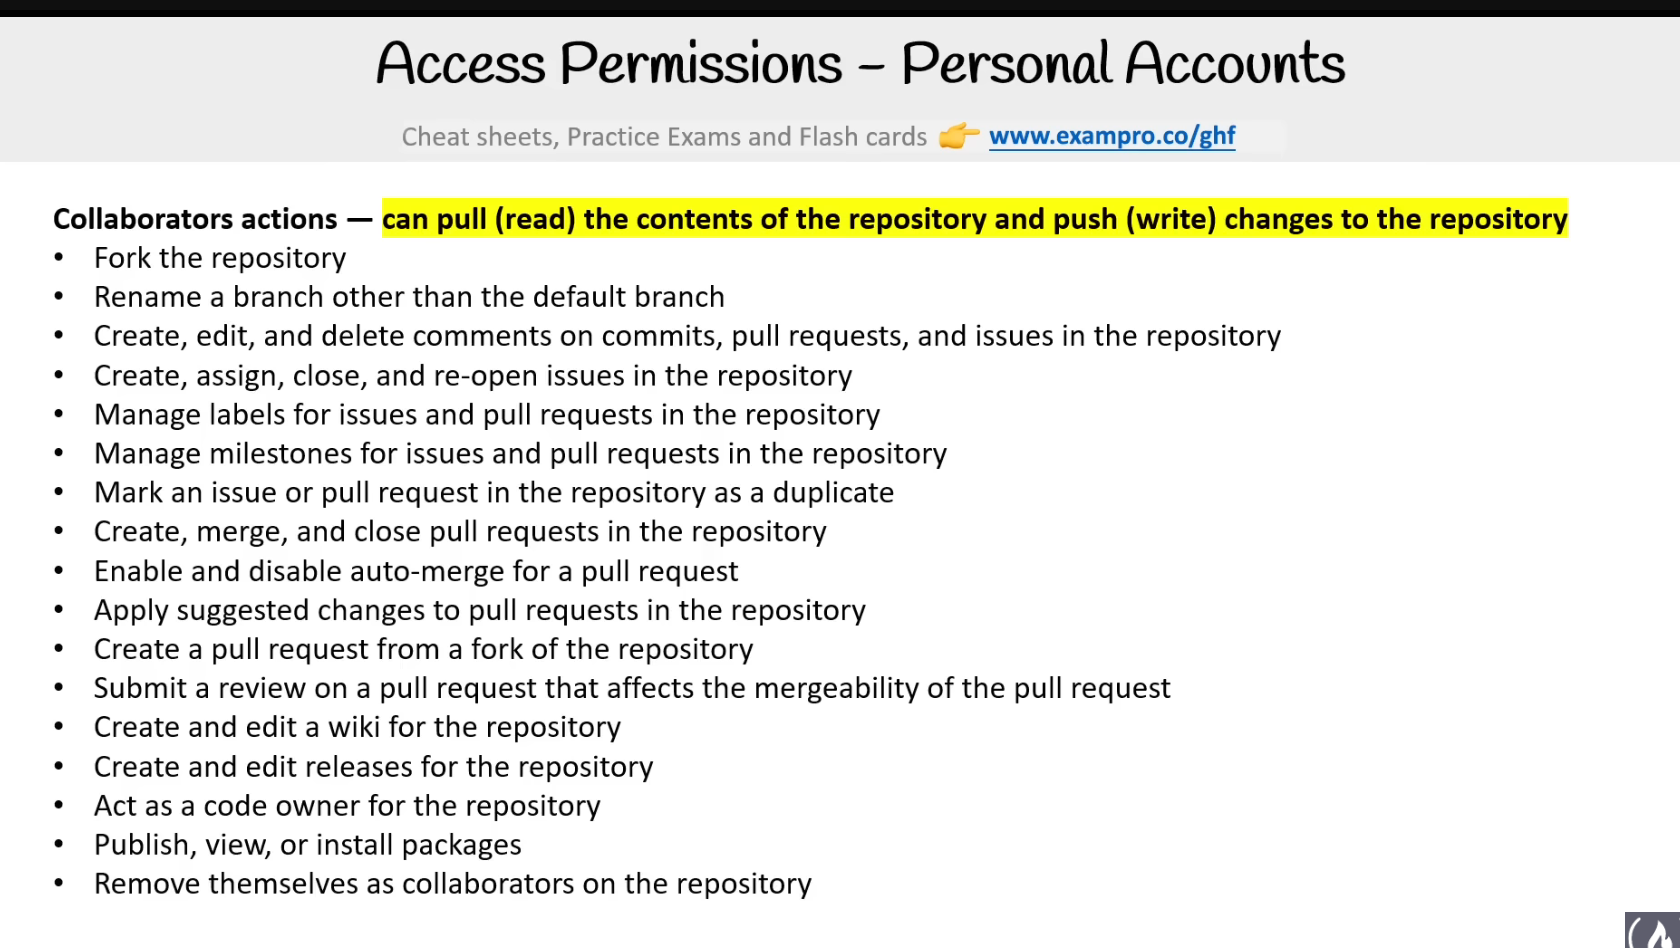 Access Permissions – Personal Accounts
Cheat sheets, Practice Exams and Flash cards 👉 www.exampro.co/ghf
Collaborators actions — can pull (read) the contents of the repository and push (write) changes to the repository
• Fork the repository
• Rename a branch other than the default branch
• Create, edit, and delete comments on commits, pull requests, and issues in the repository
• Create, assign, close, and re-open issues in the repository
• Manage labels for issues and pull requests in the repository
• Manage milestones for issues and pull requests in the repository
• Mark an issue or pull request in the repository as a duplicate
• Create, merge, and close pull requests in the repository
• Enable and disable auto-merge for a pull request
• Apply suggested changes to pull requests in the repository
• Create a pull request from a fork of the repository
• Submit a review on a pull request that affects the mergeability of the pull request
• Create and edit a wiki for the repository
• Create and edit releases for the repository
• Act as a code owner for the repository
• Publish, view, or install packages
• Remove themselves as collaborators on the repository